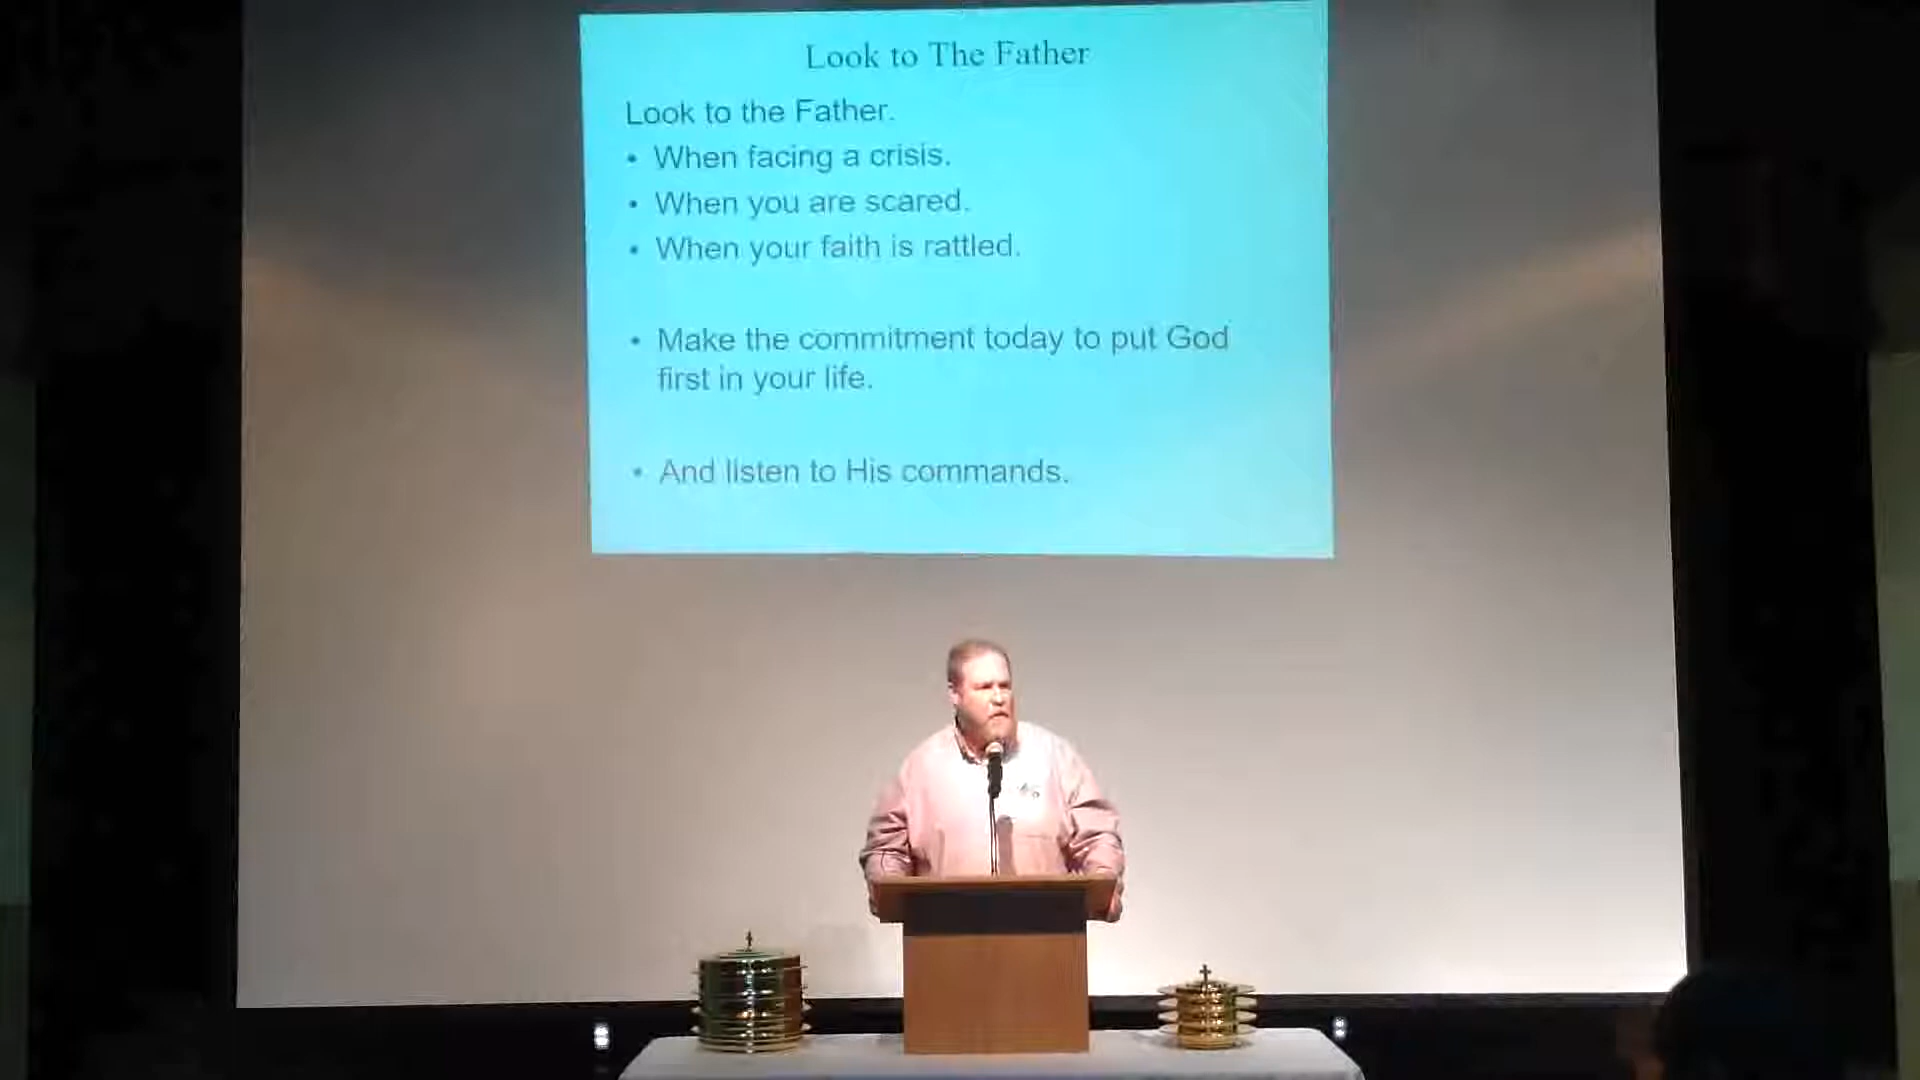 Look to The Father
Look to the Father.
• When facing a crisis.
• When you are scared.
• When your faith is rattled.
• Make the commitment today to put God
first in your life.
• And listen to His commands.